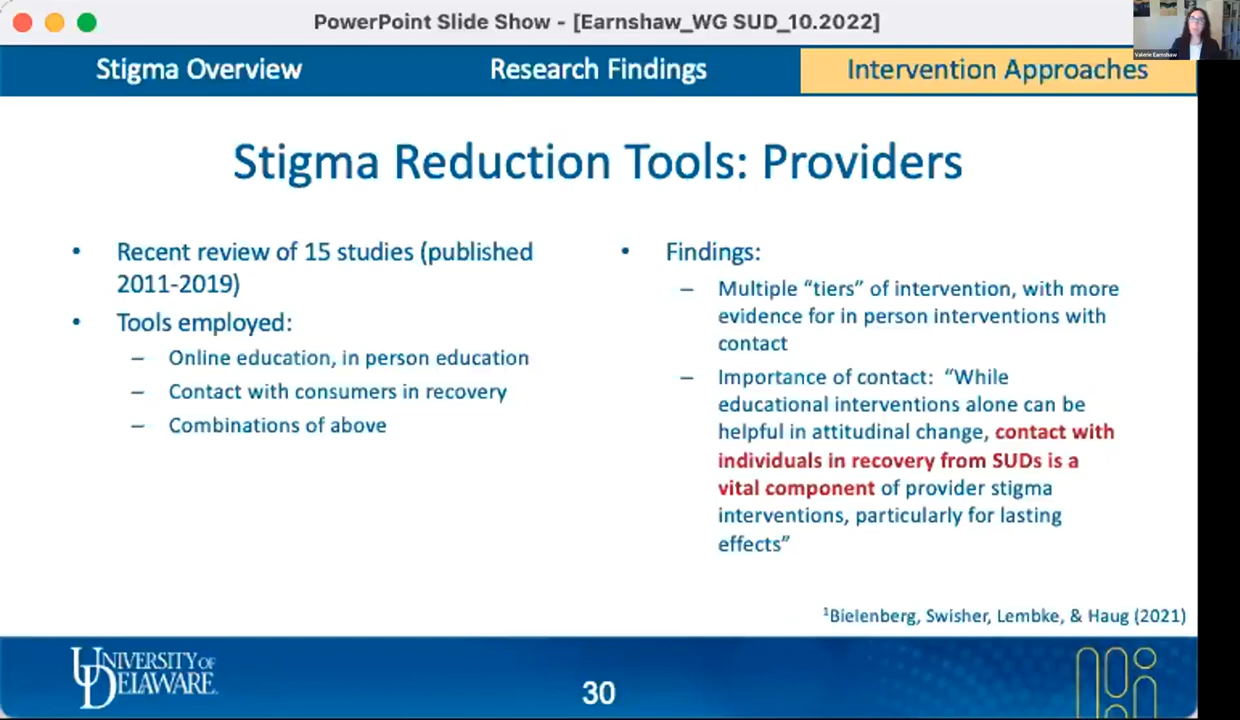 PowerPoint Slide Show - [Earnshaw_WG SUD_10.2022]
Valerie Earnshaw
Stigma Overview
Research Findings
Intervention Approaches
Stigma Reduction Tools: Providers
• Recent review of 15 studies (published
2011-2019)
• Tools employed:
– Online education, in person education
– Contact with consumers in recovery
– Combinations of above
• Findings:
– Multiple “tiers” of intervention, with more
evidence for in person interventions with
contact
– Importance of contact: “While
educational interventions alone can be
helpful in attitudinal change, contact with
individuals in recovery from SUDs is a
vital component of provider stigma
interventions, particularly for lasting
effects”
¹Bielenberg, Swisher, Lembke, & Haug (2021)
UNIVERSITY OF
DELAWARE.
30